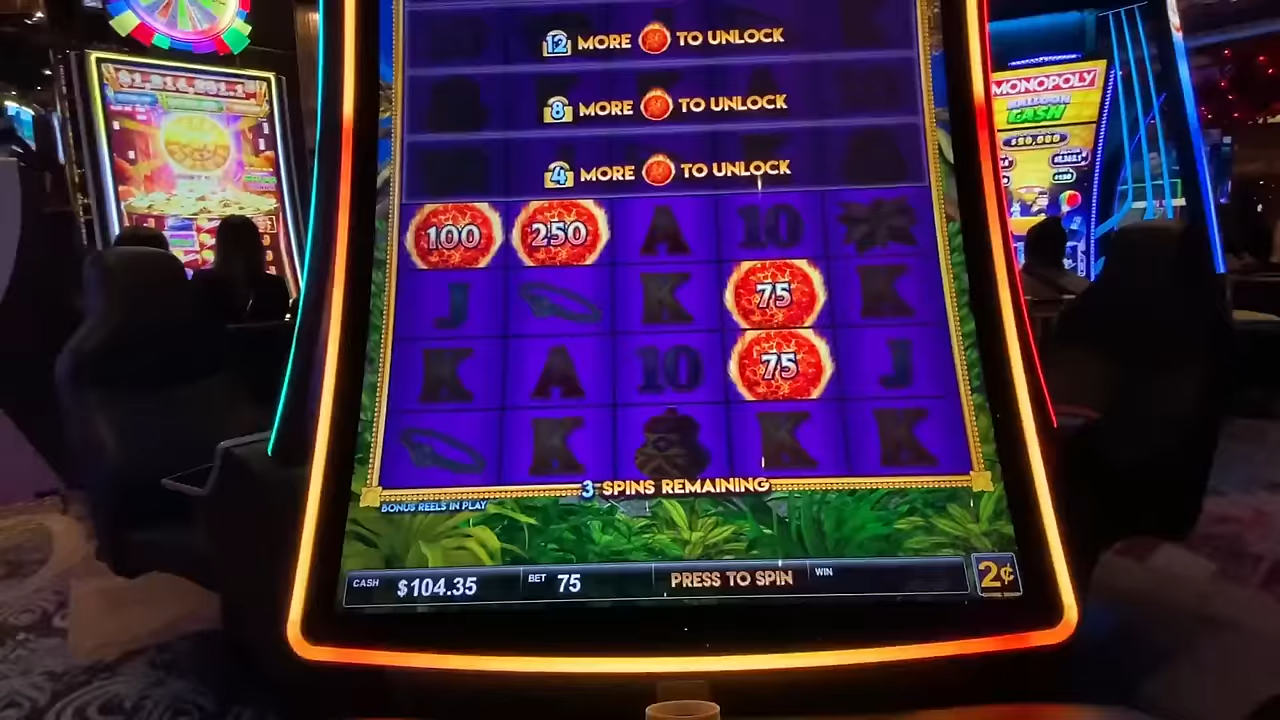 12 MORE TO UNLOCK
8 MORE TO UNLOCK
4 MORE TO UNLOCK
MONOPOLY
CASH
100 250 A 10
J K 75 K
K A 10 75 J
K K K
3 SPINS REMAINING
BONUS REELS IN PLAY
CASH $104.35 BET 75 PRESS TO SPIN WIN 2¢